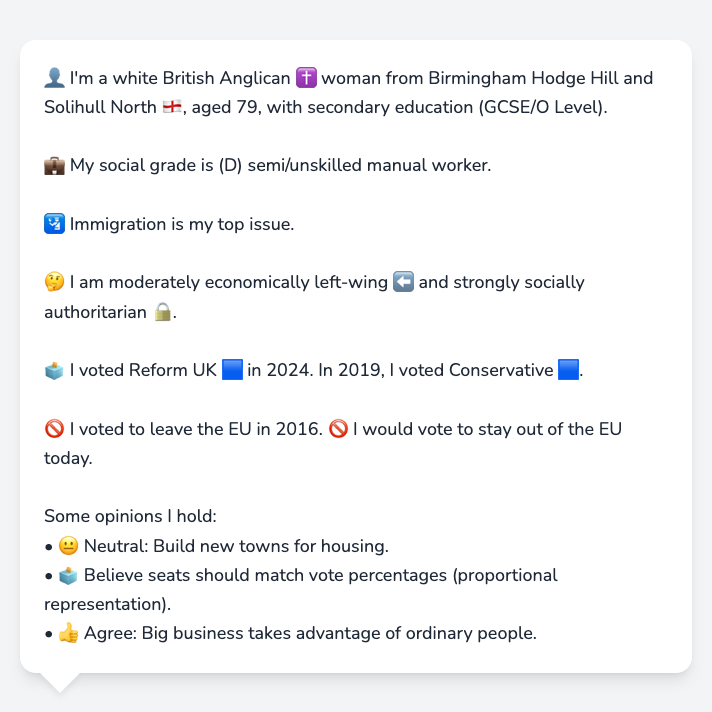 👤 I'm a white British Anglican ✝️ woman from Birmingham Hodge Hill and
Solihull North 🏴󠁧󠁢󠁥󠁮󠁧󠁿, aged 79, with secondary education (GCSE/O Level).
💼 My social grade is (D) semi/unskilled manual worker.
🛂 Immigration is my top issue.
🤔 I am moderately economically left-wing ⬅️ and strongly socially
authoritarian 🔒.
🗳️ I voted Reform UK 🟦 in 2024. In 2019, I voted Conservative 🟦.
🚫 I voted to leave the EU in 2016. 🚫 I would vote to stay out of the EU
today.
Some opinions I hold:
• 😐 Neutral: Build new towns for housing.
• 🗳️ Believe seats should match vote percentages (proportional
representation).
• 👍 Agree: Big business takes advantage of ordinary people.